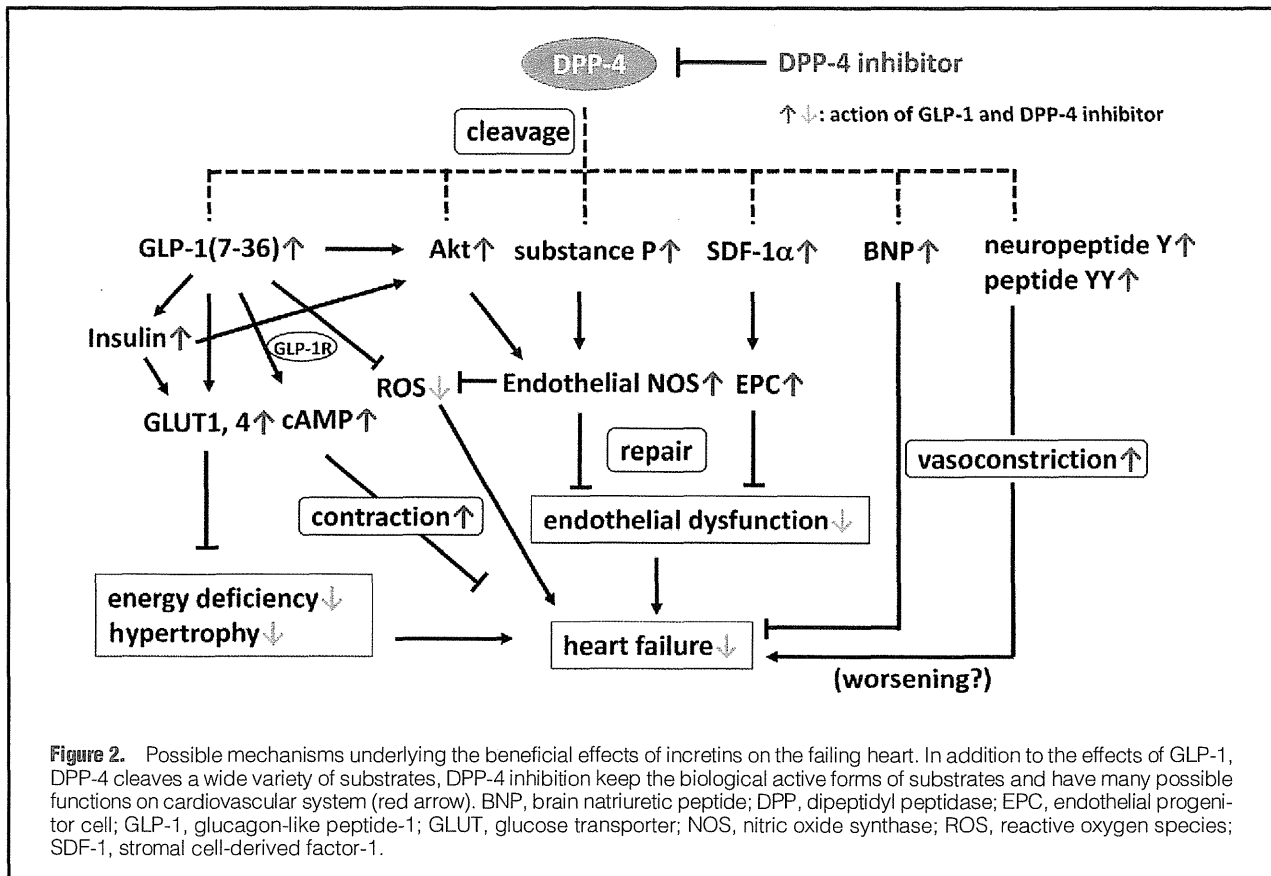 DPP-4
DPP-4 inhibitor
↑↓: action of GLP-1 and DPP-4 inhibitor
cleavage
GLP-1(7-36)↑
Akt↑
substance P↑
SDF-1α↑
BNP↑
neuropeptide Y↑
peptide YY↑
Insulin↑
GLP-1R
ROS↓
Endothelial NOS↑
EPC↑
GLUT1, 4↑
cAMP↑
repair
vasoconstriction↑
contraction↑
endothelial dysfunction↓
energy deficiency↓
hypertrophy↓
heart failure↓
(worsening?)
Figure 2. Possible mechanisms underlying the beneficial effects of incretins on the failing heart. In addition to the effects of GLP-1,
DPP-4 cleaves a wide variety of substrates, DPP-4 inhibition keep the biological active forms of substrates and have many possible
functions on cardiovascular system (red arrow). BNP, brain natriuretic peptide; DPP, dipeptidyl peptidase; EPC, endothelial progeni-
tor cell; GLP-1, glucagon-like peptide-1; GLUT, glucose transporter; NOS, nitric oxide synthase; ROS, reactive oxygen species;
SDF-1, stromal cell-derived factor-1.